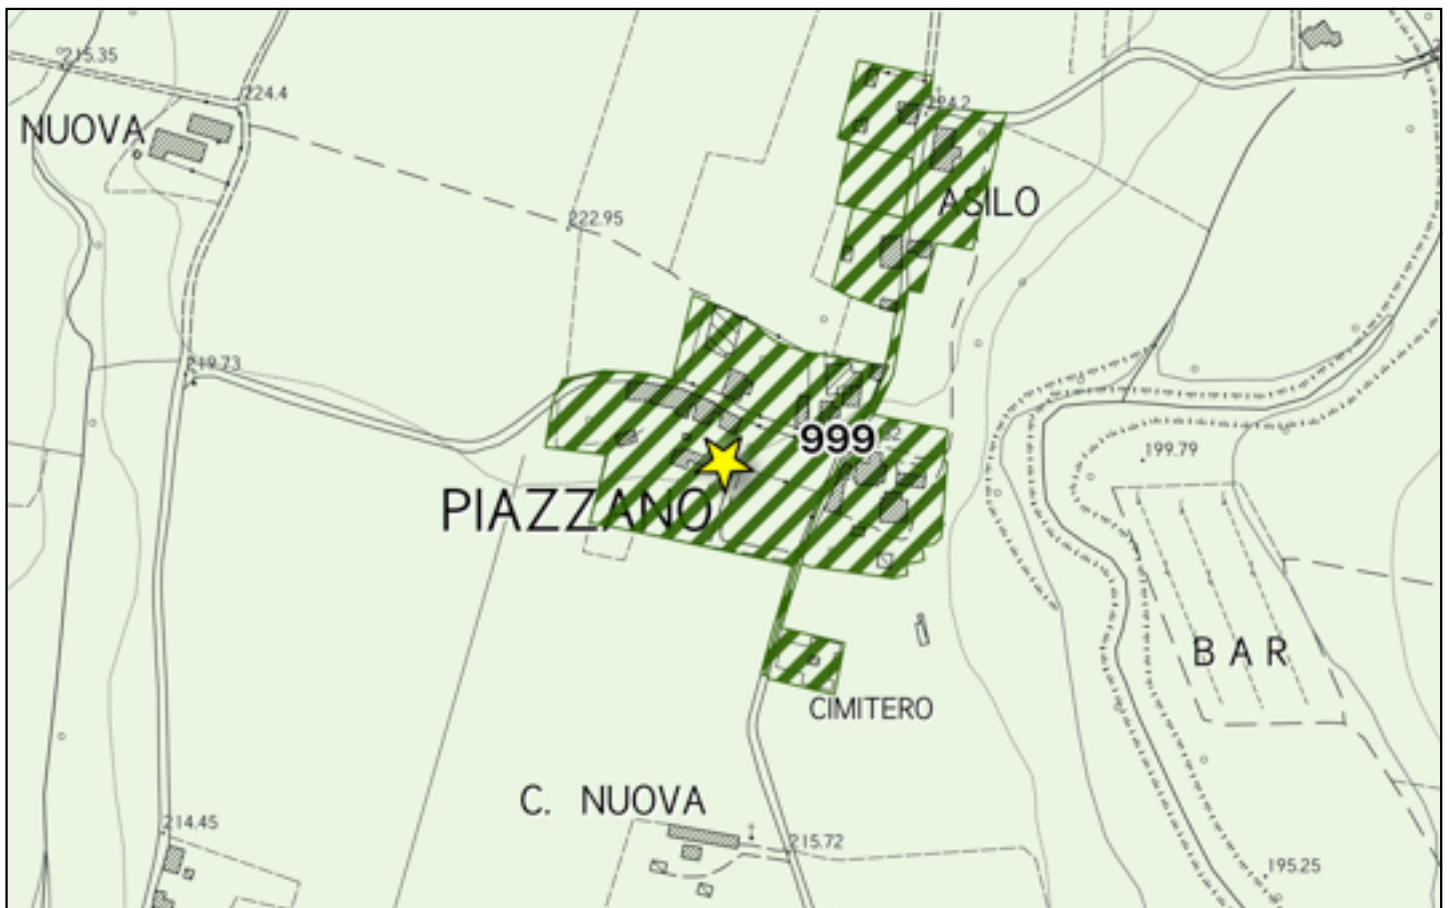 215.35
224.4
NUOVA
224.2
ASILO
222.95
219.73
999
199.79
PIAZZANO
BAR
CIMITERO
C. NUOVA
214.45
215.72
195.25